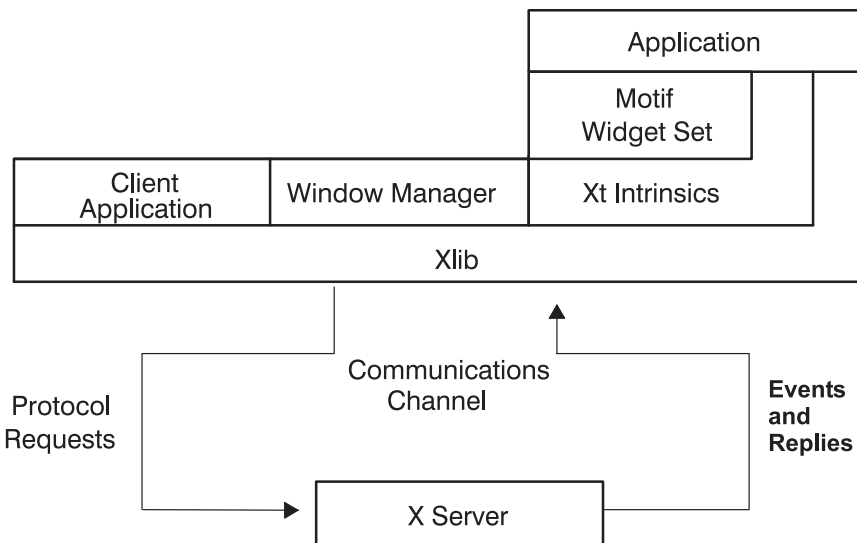 Application
Motif
Widget Set
Client
Application
Window Manager
Xt Intrinsics
Xlib
Communications
Channel
Protocol
Requests
Events
and
Replies
X Server